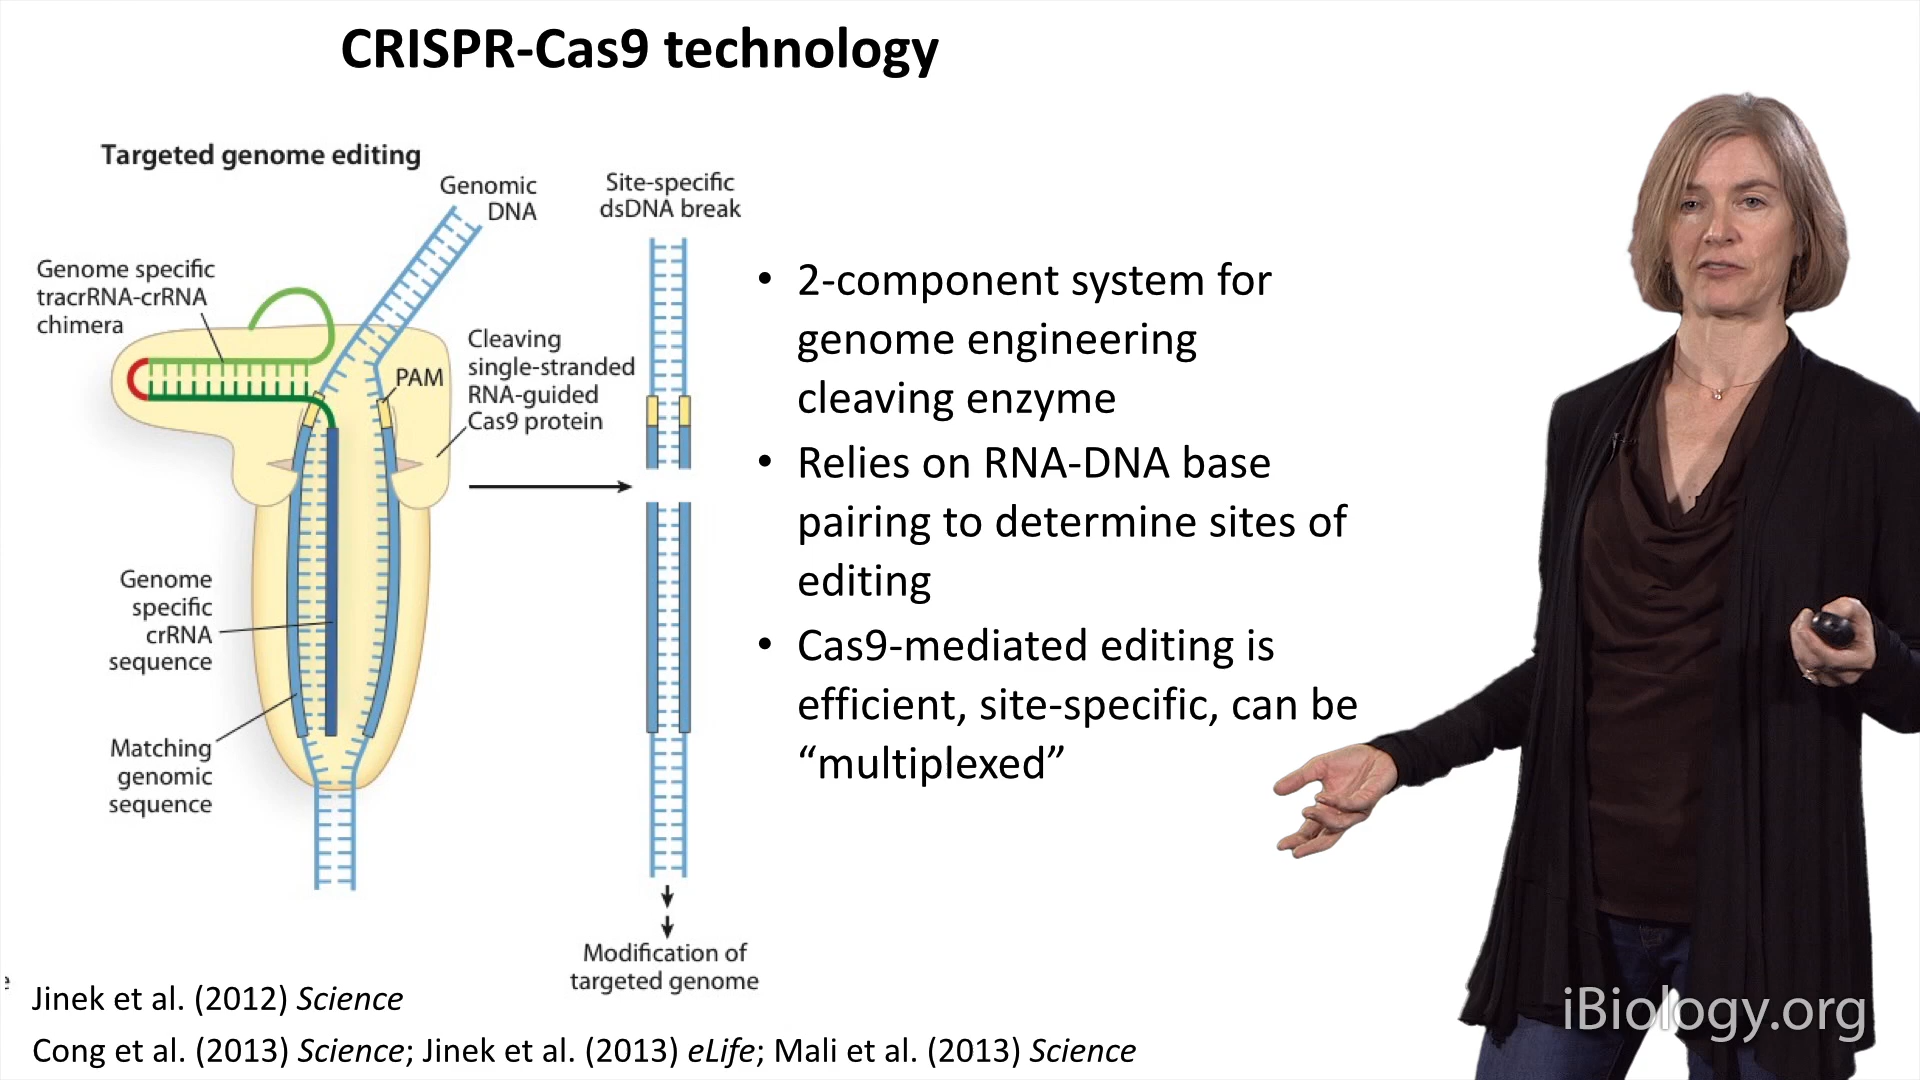 CRISPR-Cas9 technology
Targeted genome editing
Genomic
DNA
Site-specific
dsDNA break
Genome specific
tracrRNA-crRNA
chimera
Cleaving
single-stranded
RNA-guided
Cas9 protein
PAM
Genome
specific
crRNA
sequence
Matching
genomic
sequence
Modification of
targeted genome
• 2-component system for
genome engineering
cleaving enzyme
• Relies on RNA-DNA base
pairing to determine sites of
editing
• Cas9-mediated editing is
efficient, site-specific, can be
“multiplexed”
e
Jinek et al. (2012) Science
Cong et al. (2013) Science; Jinek et al. (2013) eLife; Mali et al. (2013) Science
iBiology.org